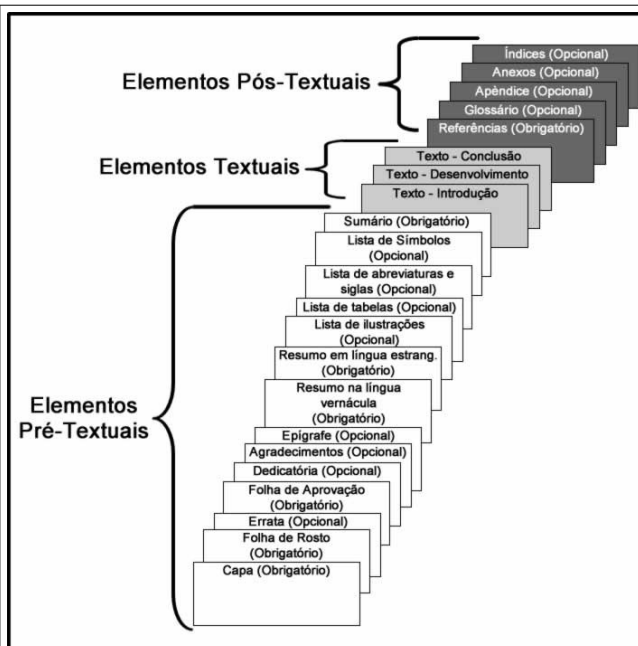 Elementos Pós-Textuais
Índices (Opcional)
Anexos (Opcional)
Apèndice (Opcional)
Glossário (Opcional)
Referências (Obrigatório)
Elementos Textuais
Texto - Conclusão
Texto - Desenvolvimento
Texto - Introdução
Elementos
Pré-Textuais
Sumário (Obrigatório)
Lista de Símbolos
(Opcional)
Lista de abreviaturas e
siglas (Opcional)
Lista de tabelas (Opcional)
Lista de ilustrações
(Opcional)
Resumo em língua estrang.
(Obrigatório)
Resumo na língua
vernácula
(Obrigatório)
Epígrafe (Opcional)
Agradecimentos (Opcional)
Dedicatória (Opcional)
Folha de Aprovação
(Obrigatório)
Errata (Opcional)
Folha de Rosto
(Obrigatório)
Capa (Obrigatório)